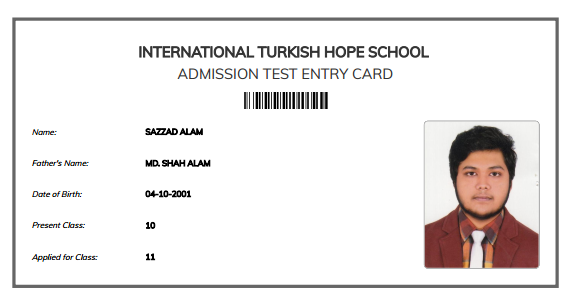 INTERNATIONAL TURKISH HOPE SCHOOL
ADMISSION TEST ENTRY CARD
Name: SAZZAD ALAM
Father's Name: MD. SHAH ALAM
Date of Birth: 04-10-2001
Present Class: 10
Applied for Class: 11